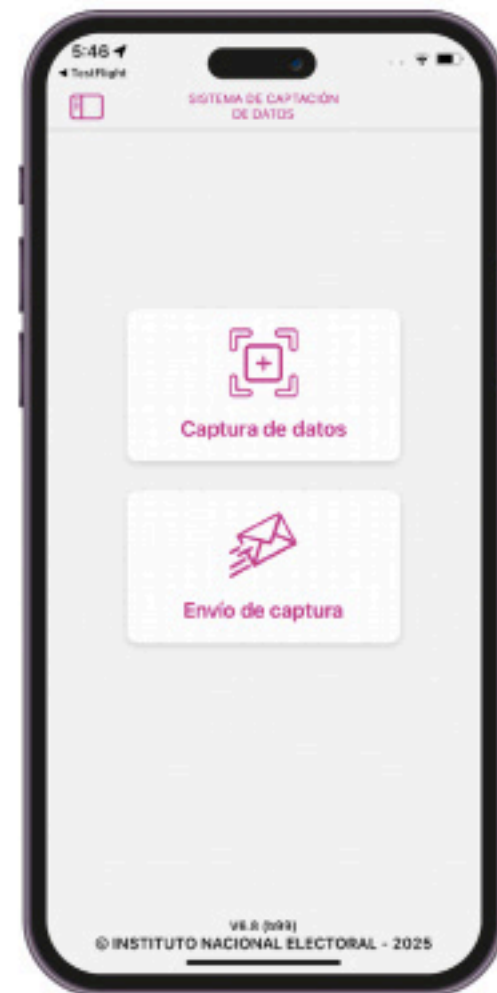 5:46
◀ TestFlight
SISTEMA DE CAPTACIÓN
DE DATOS
Captura de datos
Envío de captura
V6.8 (b99)
© INSTITUTO NACIONAL ELECTORAL - 2025